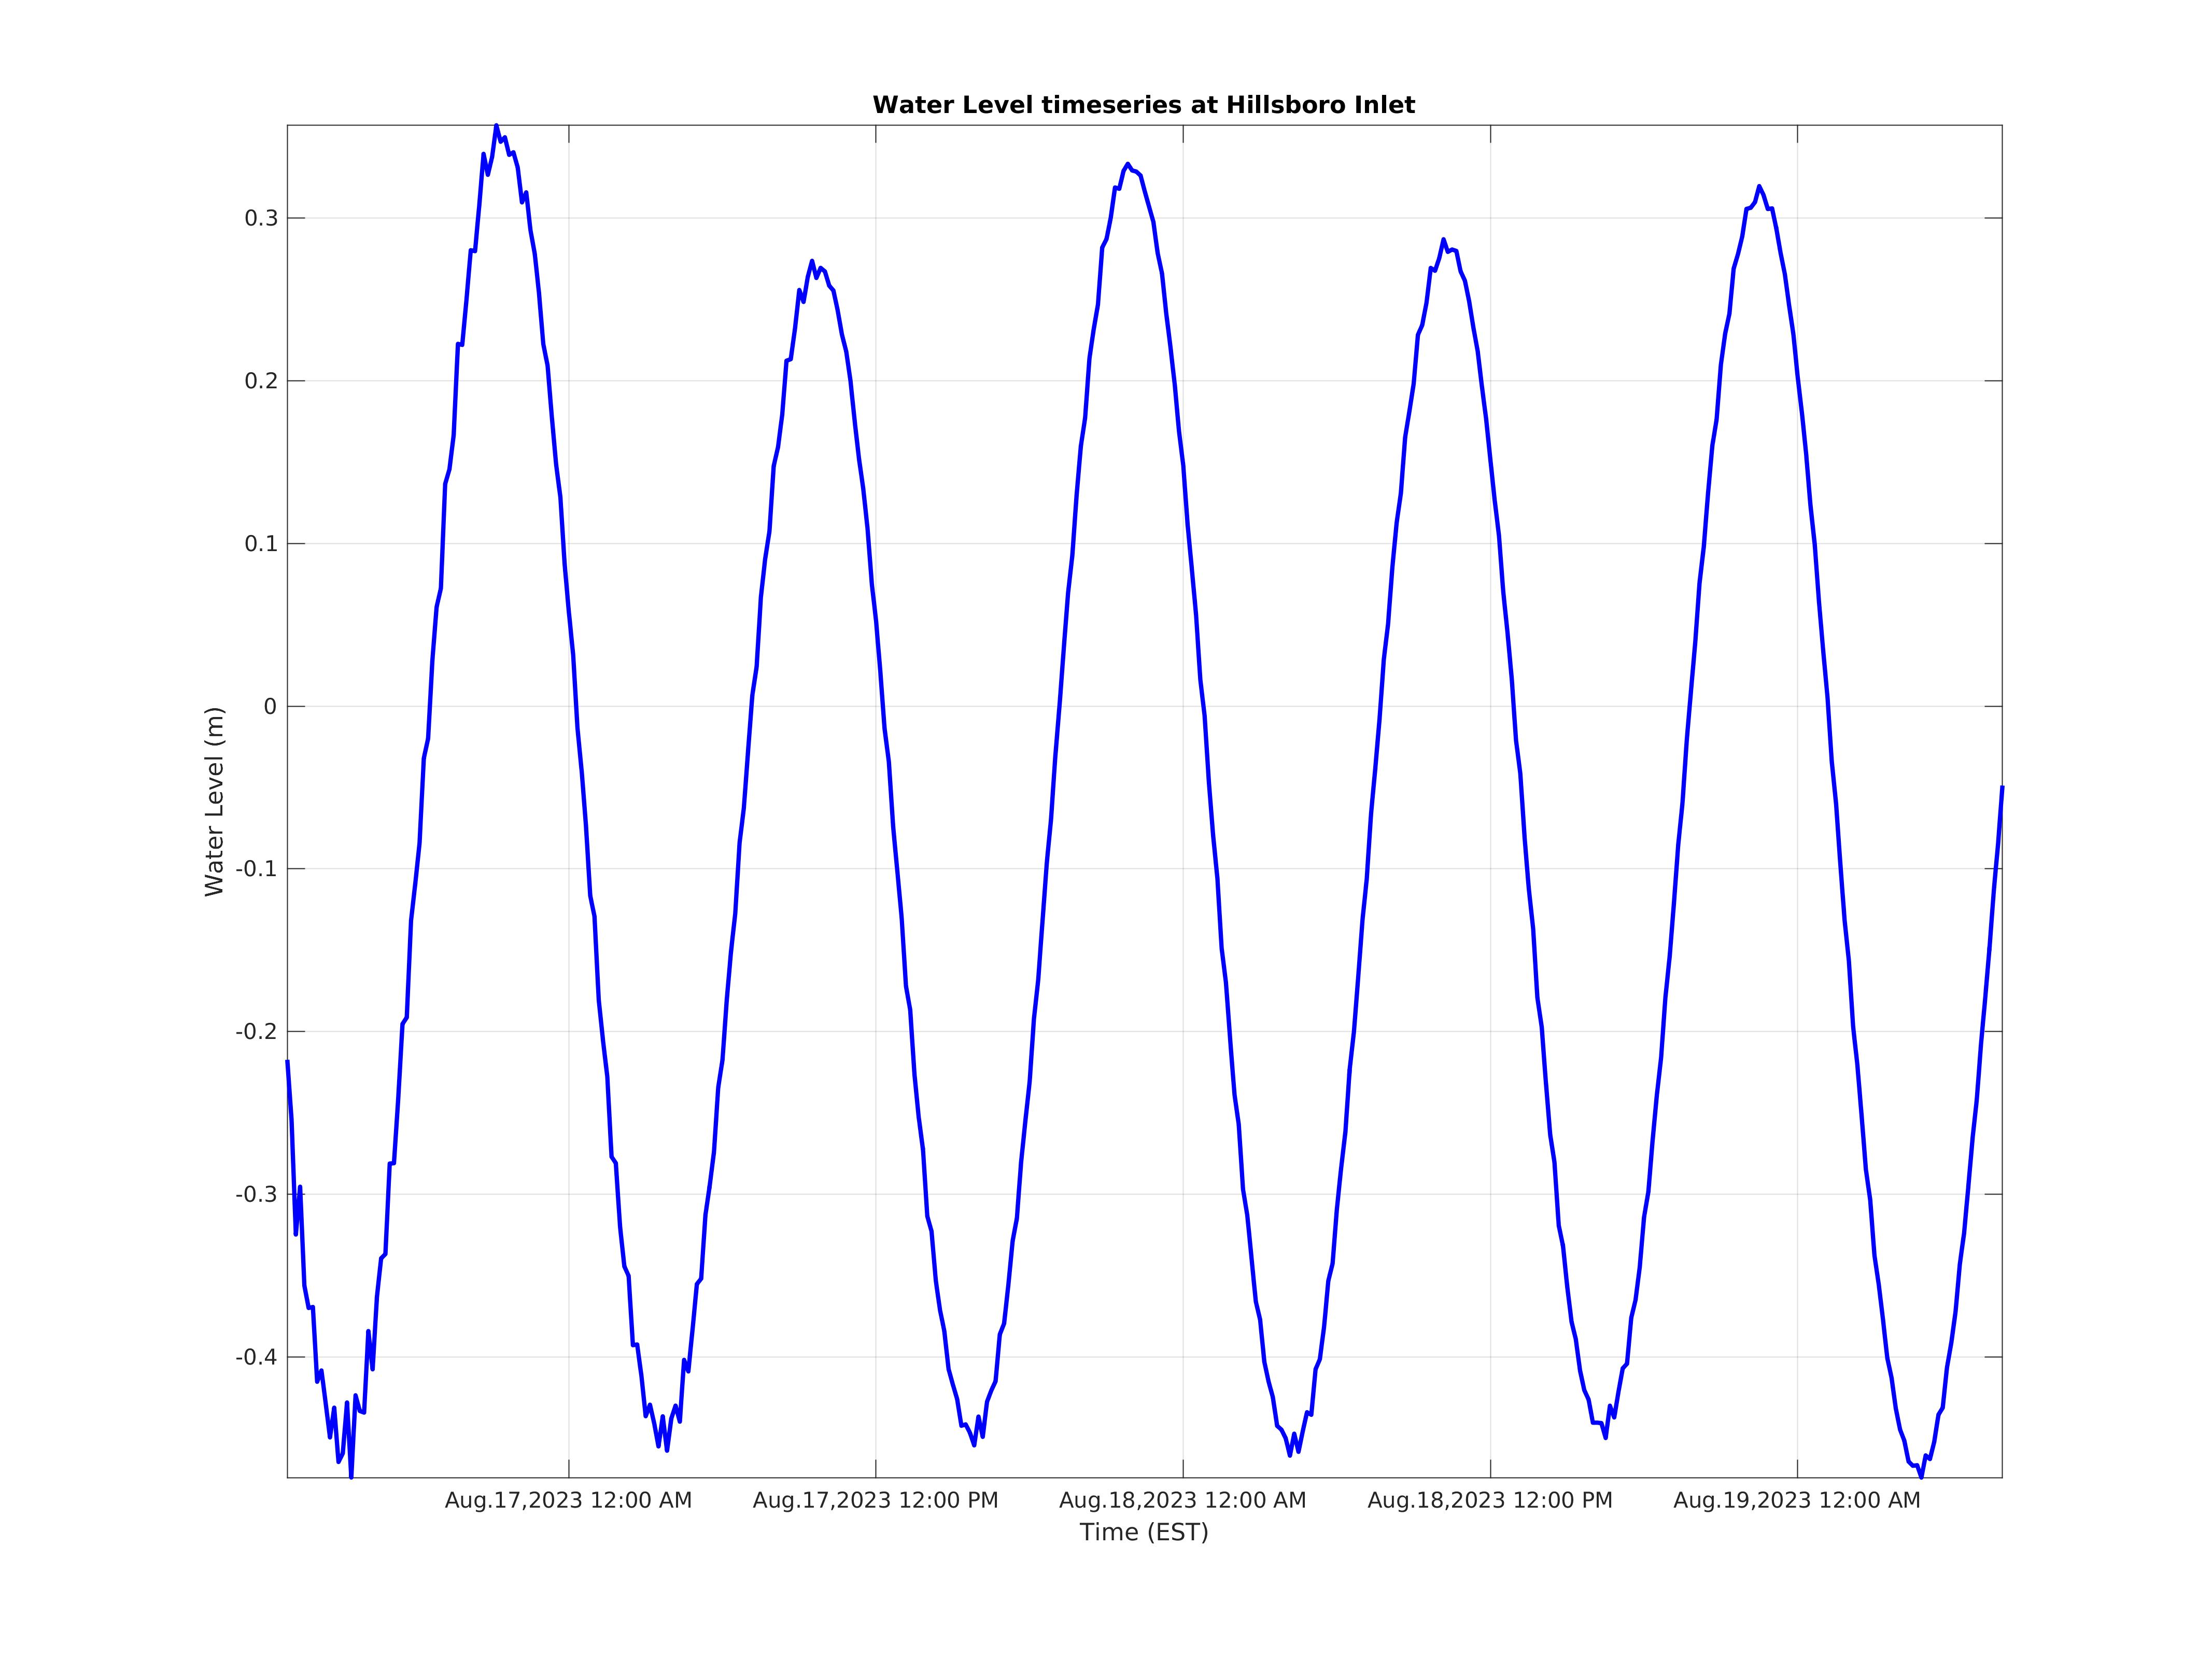 Water Level timeseries at Hillsboro Inlet
0.3
0.2
0.1
0
-0.1
-0.2
-0.3
-0.4
Water Level (m)
Aug.17,2023 12:00 AM
Aug.17,2023 12:00 PM
Aug.18,2023 12:00 AM
Aug.18,2023 12:00 PM
Aug.19,2023 12:00 AM
Time (EST)